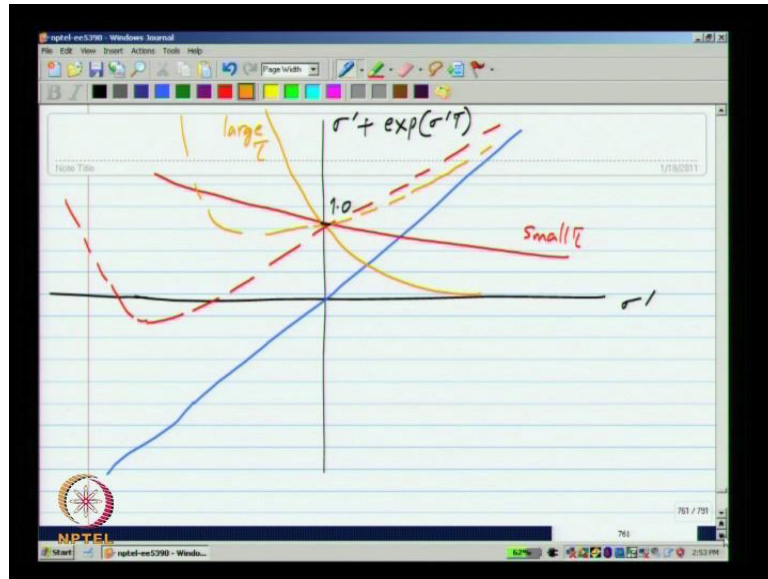 nptel-ee5390 - Windows Journal
File Edit View Insert Actions Tools Help
Page Width
B I
Note Title
1/18/2011
large
τ
σ' + exp(σ'τ)
1.0
small τ
σ'
761 / 791
761
NPTEL
Start
nptel-ee5390 - Windo...
62%
2:53 PM